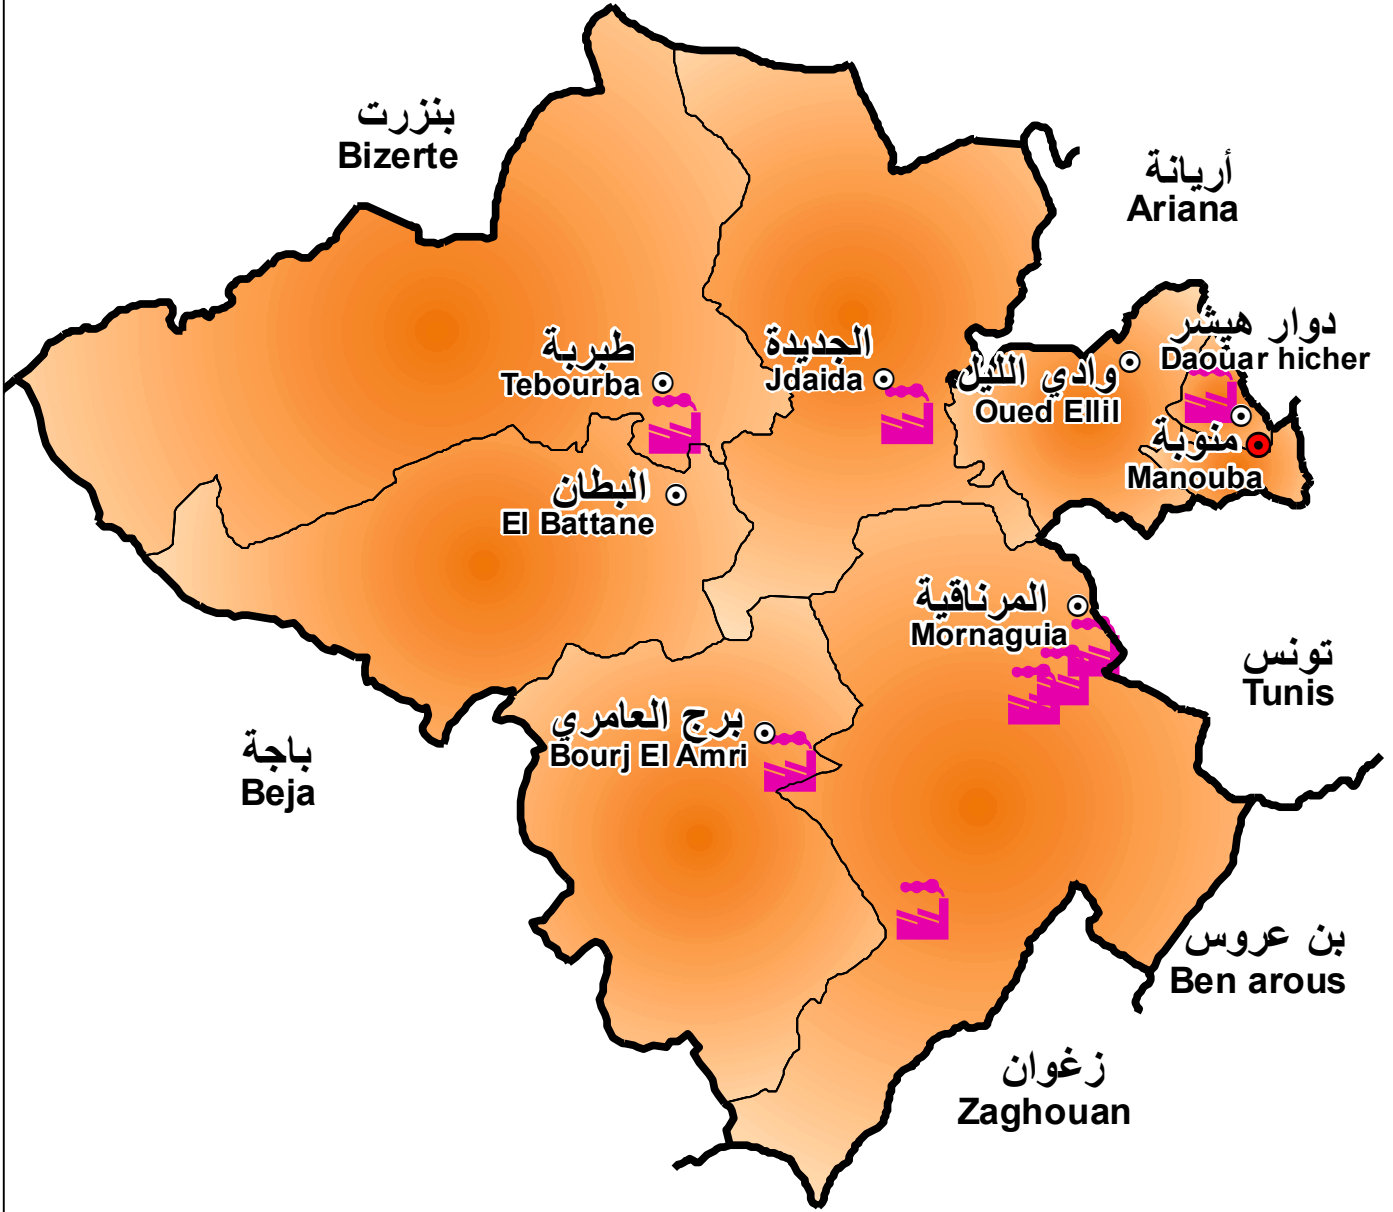 بنزرت
Bizerte
أريانة
Ariana
دوار هيشر
Daouar hicher
طبربة
Tebourba
الجديدة
Jdaida
وادي الليل
Oued Ellil
منوبة
Manouba
البطان
El Battane
المرناقية
Mornaguia
تونس
Tunis
برج العامري
Bourj El Amri
باجة
Beja
بن عروس
Ben arous
زغوان
Zaghouan